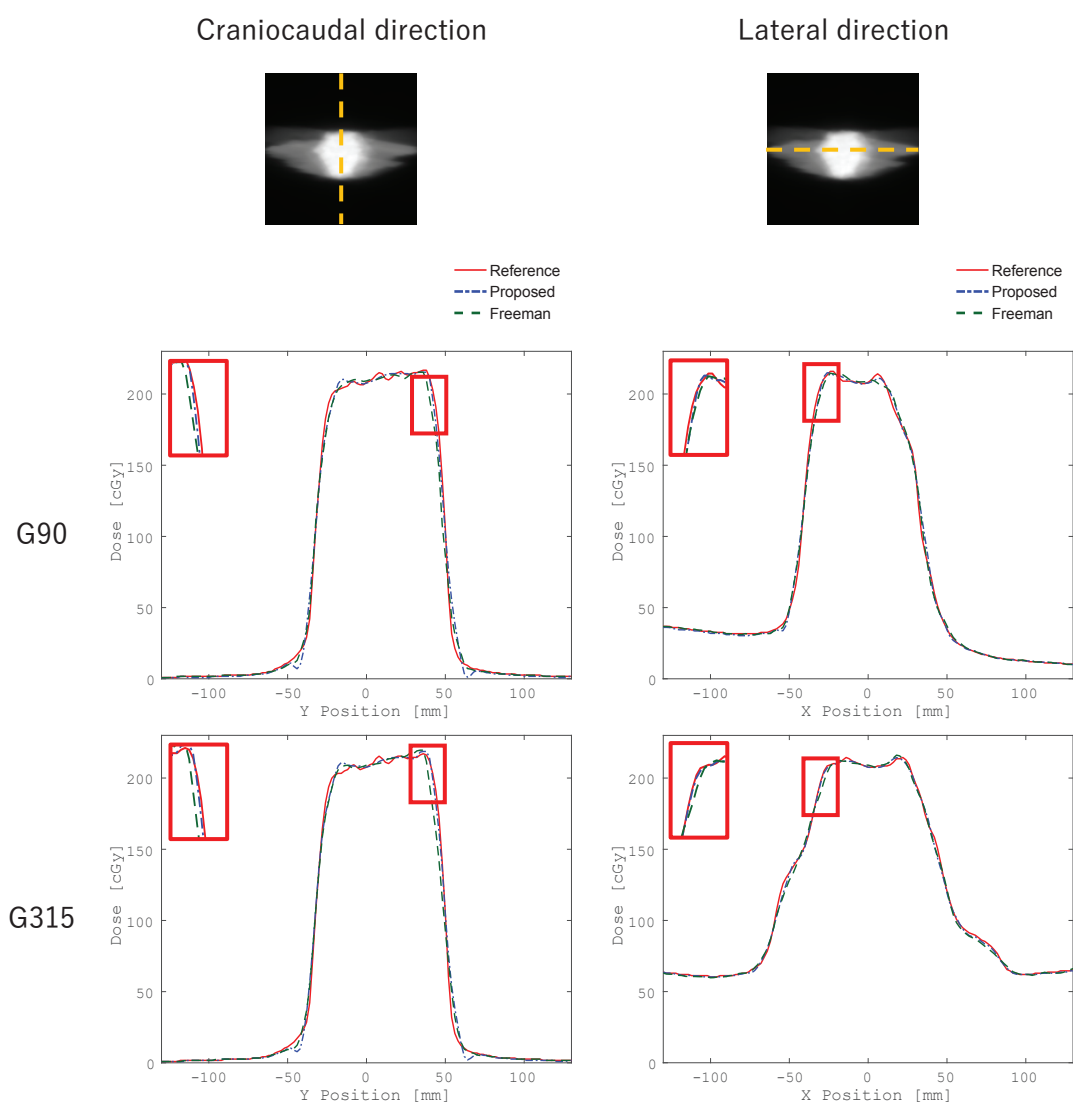 Craniocaudal direction
Lateral direction
Reference
Proposed
Freeman
Reference
Proposed
Freeman
G90
Dose [cGy]
200
150
100
50
0
-100
-50
0
50
100
Y Position [mm]
Dose [cGy]
200
150
100
50
0
-100
-50
0
50
100
X Position [mm]
G315
Dose [cGy]
200
150
100
50
0
-100
-50
0
50
100
Y Position [mm]
Dose [cGy]
200
150
100
50
0
-100
-50
0
50
100
X Position [mm]